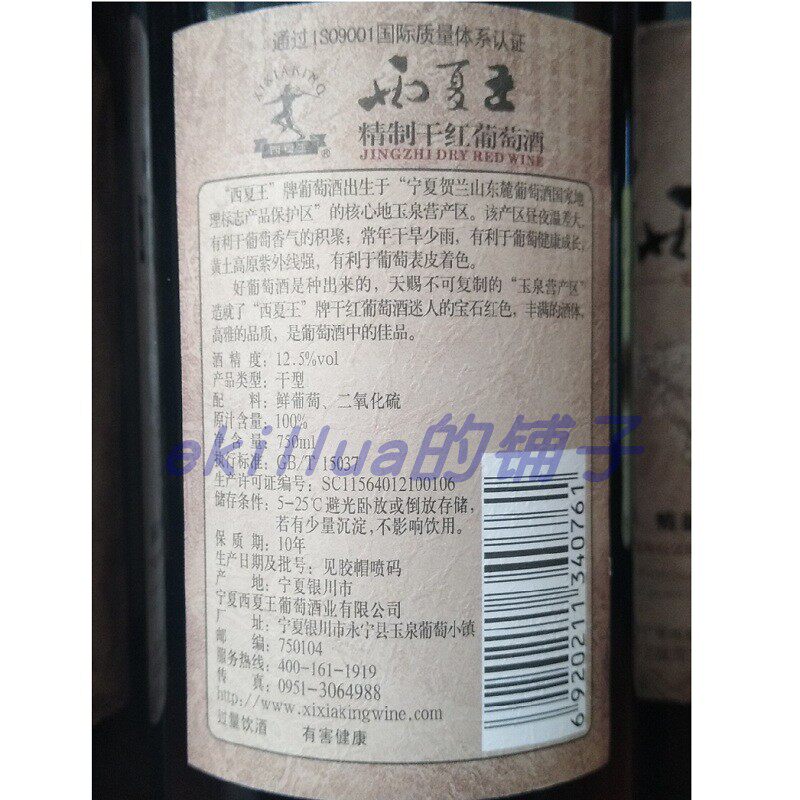 通过ISO9001国际质量体系认证
XIXIAKING
西夏王
®
西夏王
精制干红葡萄酒
JINGZHI DRY RED WINE
“西夏王”牌葡萄酒出生于“宁夏贺兰山东麓葡萄酒国家地
理标志产品保护区”的核心地玉泉营产区。该产区昼夜温差大，
有利于葡萄香气的积聚；常年干旱少雨，有利于葡萄健康成长；
黄土高原紫外线强，有利于葡萄表皮着色。
好葡萄酒是种出来的，天赐不可复制的“玉泉营产区”
造就了“西夏王”牌干红葡萄酒迷人的宝石红色，丰满的酒体，
高雅的品质，是葡萄酒中的佳品。
酒精度：12.5%vol
产品类型：干型
配料：鲜葡萄、二氧化硫
原汁含量：100%
净含量：750ml
ekillua的铺子
执行标准：GB/T 15037
生产许可证编号：SC11564012100106
储存条件：5-25℃避光卧放或倒放存储，
若有少量沉淀，不影响饮用。
保质期：10年
生产日期及批号：见胶帽喷码
产地：宁夏银川市
宁夏西夏王葡萄酒业有限公司
厂址：宁夏银川市永宁县玉泉葡萄小镇
邮编：750104
服务热线：400-161-1919
传真：0951-3064988
http://www.xixiakingwine.com
过量饮酒 有害健康
6 920211 340761